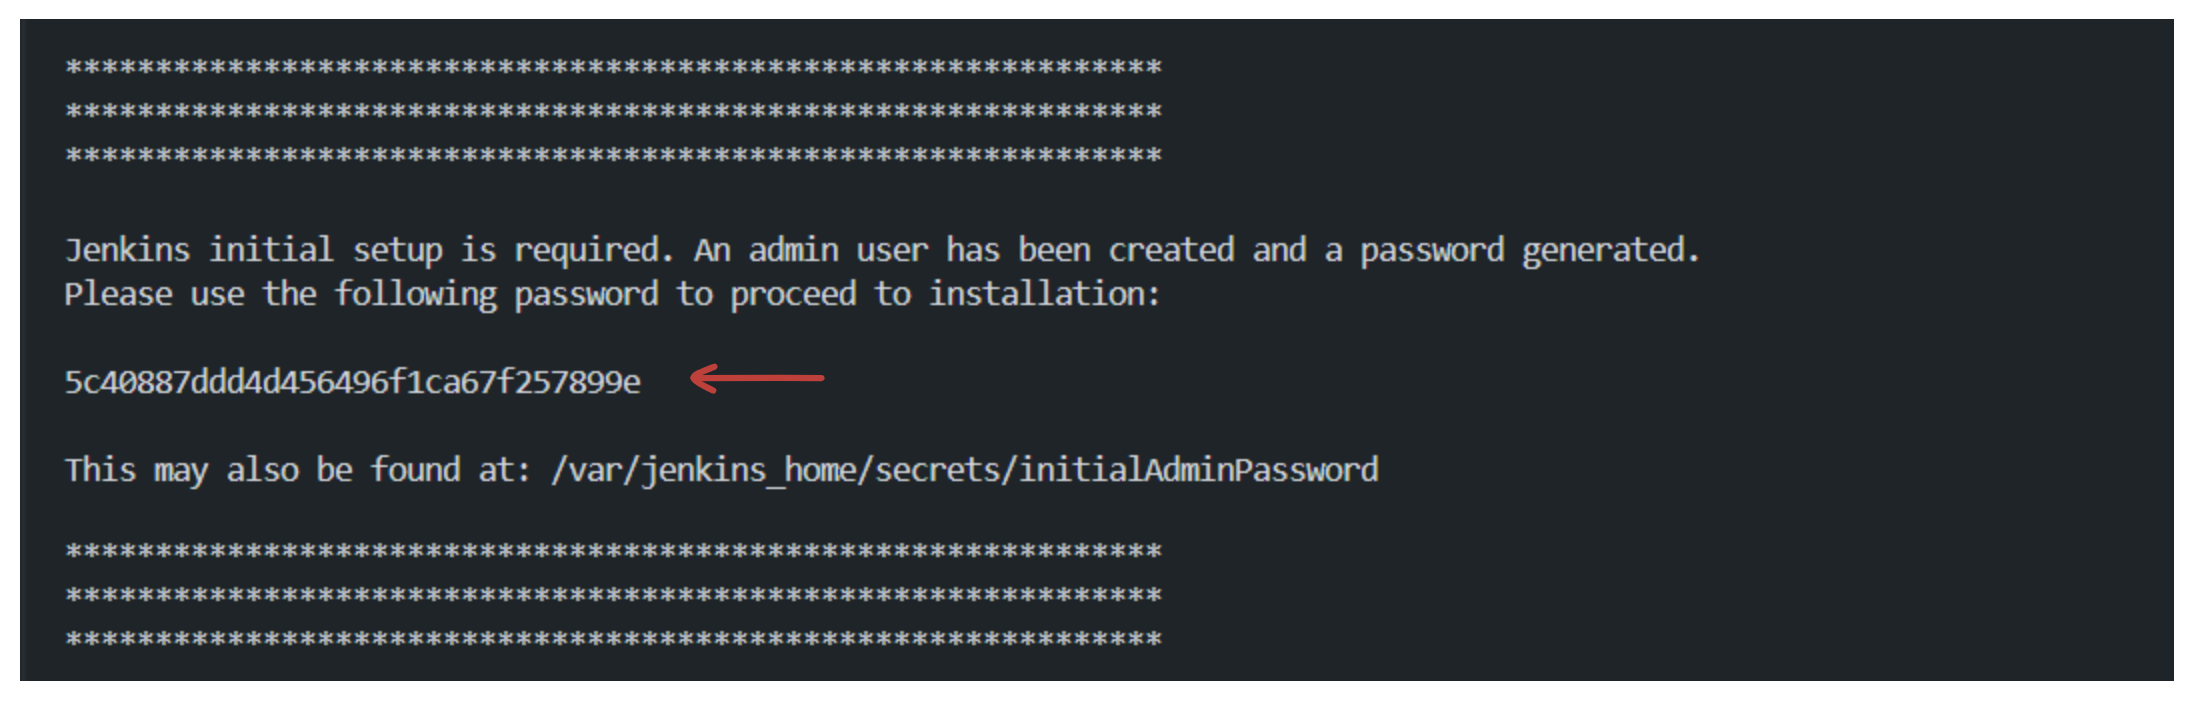 *************************************************************
*************************************************************
*************************************************************
Jenkins initial setup is required. An admin user has been created and a password generated.
Please use the following password to proceed to installation:
5c40887ddd4d456496f1ca67f257899e
This may also be found at: /var/jenkins_home/secrets/initialAdminPassword
*************************************************************
*************************************************************
*************************************************************